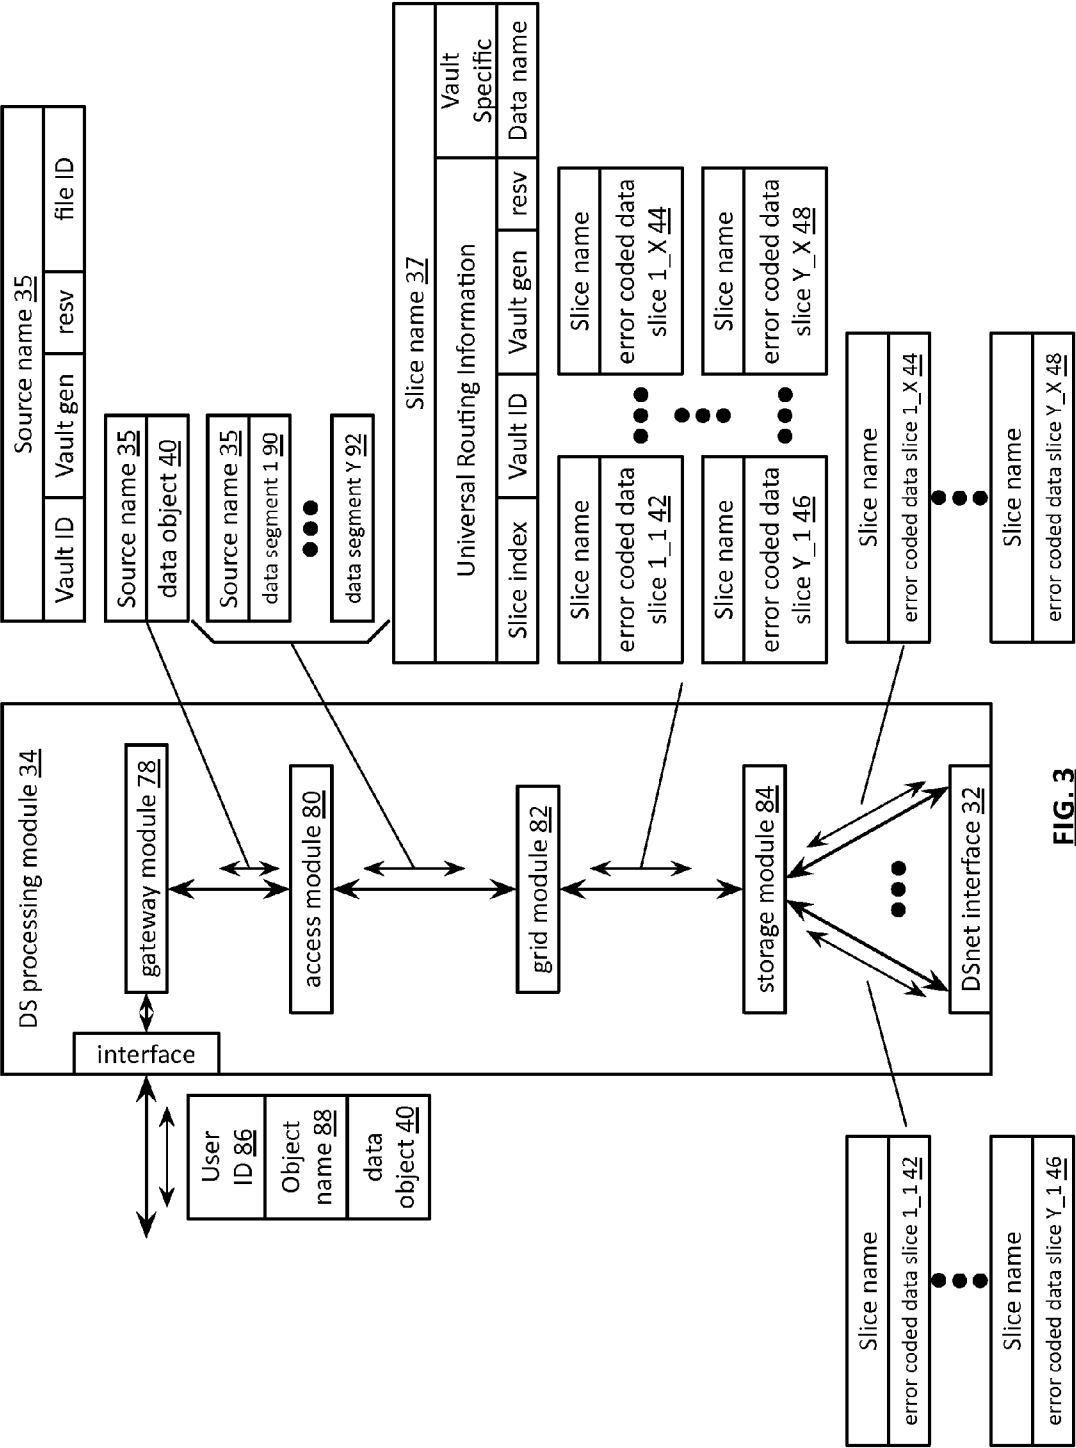 DS processing module 34
interface
gateway module 78
access module 80
grid module 82
storage module 84
DSnet interface 32
User
ID 86
Object
name 88
data
object 40
Source name 35
Vault ID
Vault gen
resv
file ID
Source name 35
data object 40
Source name 35
data segment 1 90
data segment Y 92
Slice name 37
Universal Routing Information
Vault
Specific
Slice index
Vault ID
Vault gen
resv
Data name
Slice name
error coded data
slice 1_1 42
Slice name
error coded data
slice 1_X 44
Slice name
error coded data
slice Y_1 46
Slice name
error coded data
slice Y_X 48
Slice name
error coded data slice 1_1 42
Slice name
error coded data slice Y_1 46
Slice name
error coded data slice 1_X 44
Slice name
error coded data slice Y_X 48
FIG. 3